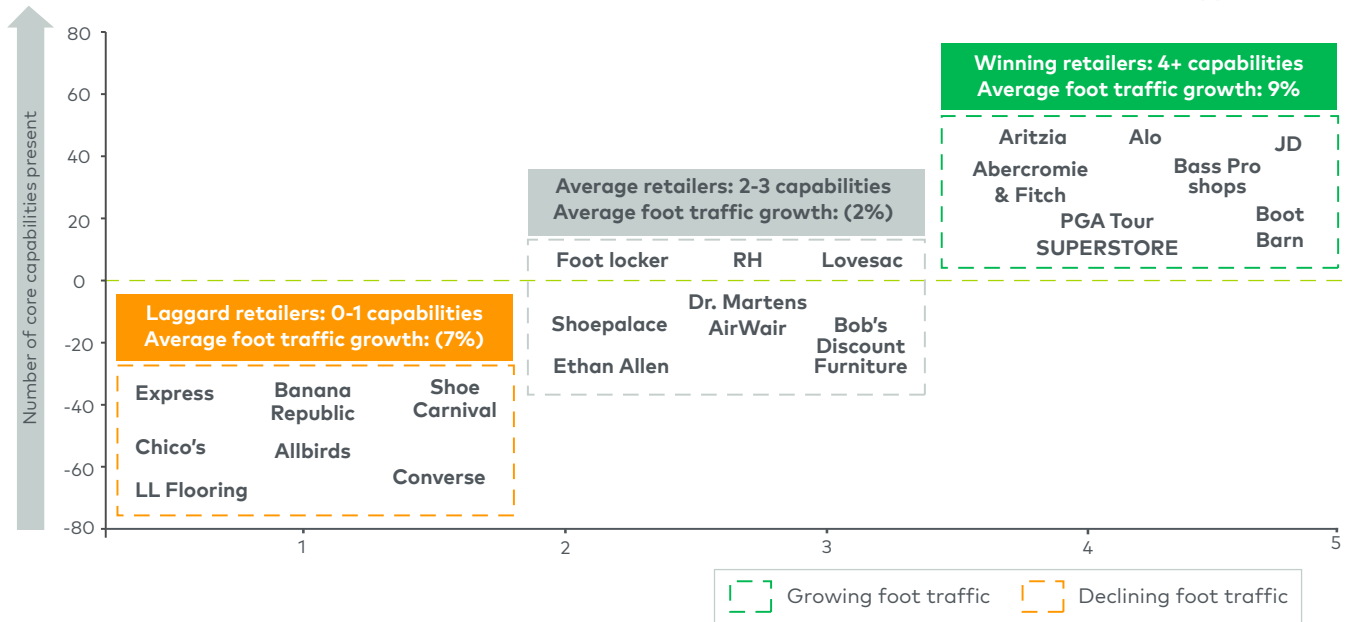 Number of core capabilities present
80
60
40
20
0
-20
-40
-60
-80
Winning retailers: 4+ capabilities
Average foot traffic growth: 9%
Aritzia
Alo
JD
Abercromie
& Fitch
Bass Pro
shops
PGA Tour
SUPERSTORE
Boot
Barn
Average retailers: 2-3 capabilities
Average foot traffic growth: (2%)
Foot locker
RH
Lovesac
Shoepalace
Dr. Martens
AirWair
Bob's
Discount
Furniture
Ethan Allen
Laggard retailers: 0-1 capabilities
Average foot traffic growth: (7%)
Express
Banana
Republic
Shoe
Carnival
Chico's
Allbirds
Converse
LL Flooring
1
2
3
4
5
Growing foot traffic
Declining foot traffic